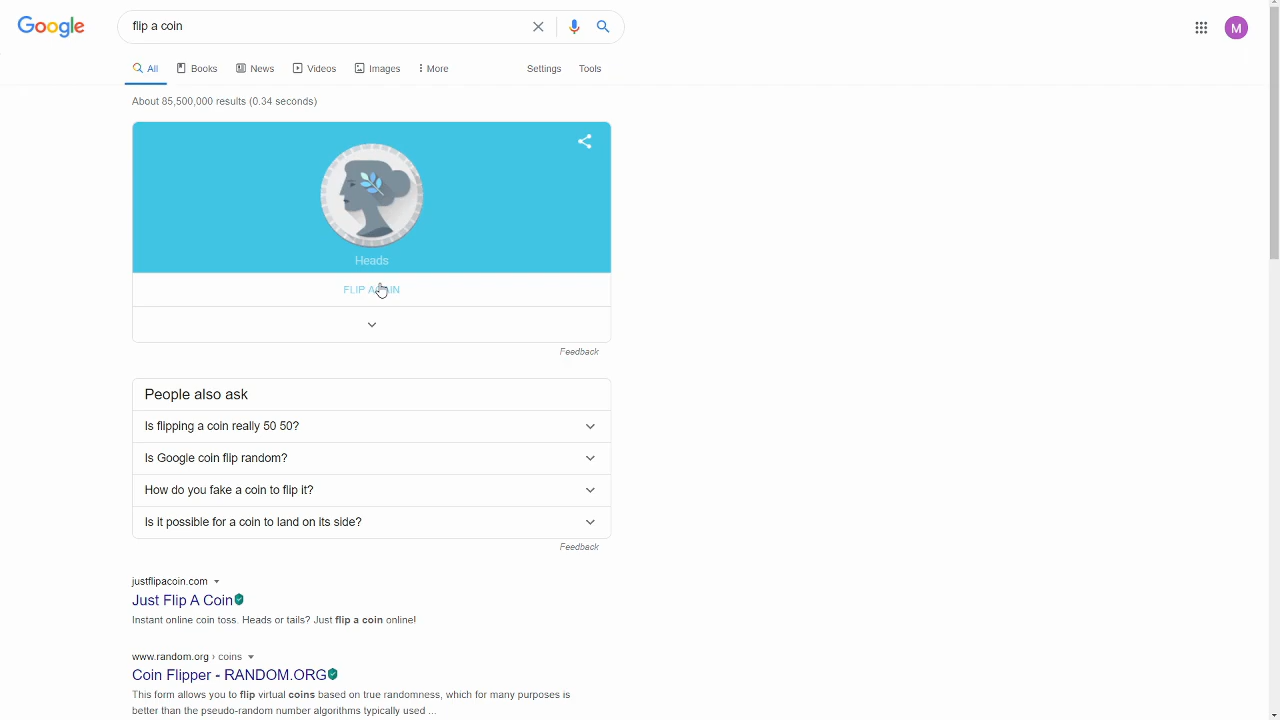 Google
flip a coin
M
All Books News Videos Images More Settings Tools
About 85,500,000 results (0.34 seconds)
Heads
FLIP AGAIN
Feedback
People also ask
Is flipping a coin really 50 50?
Is Google coin flip random?
How do you fake a coin to flip it?
Is it possible for a coin to land on its side?
Feedback
justflipacoin.com
Just Flip A Coin
Instant online coin toss. Heads or tails? Just flip a coin online!
www.random.org › coins
Coin Flipper - RANDOM.ORG
This form allows you to flip virtual coins based on true randomness, which for many purposes is
better than the pseudo-random number algorithms typically used ...